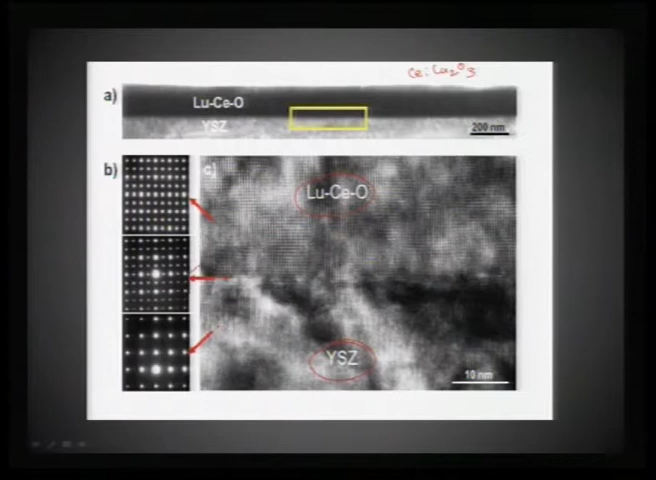 Ce: Lu2O3
a)
Lu-Ce-O
YSZ
200 nm
b)
c)
Lu-Ce-O
YSZ
10 nm